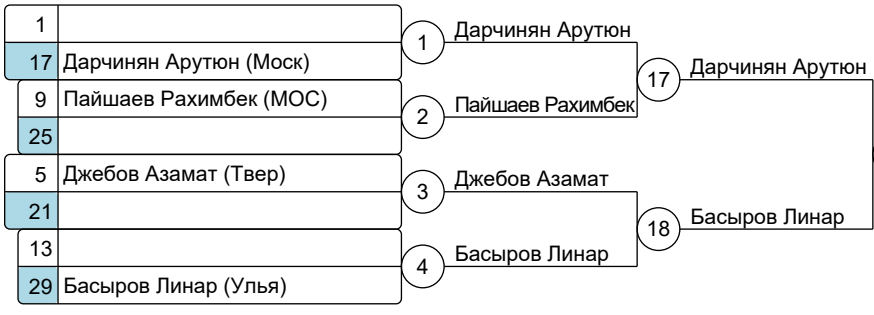 1
17 Дарчинян Арутюн (Моск)
9 Пайшаев Рахимбек (МОС)
25
5 Джебов Азамат (Твер)
21
13
29 Басыров Линар (Улья)
1
2
3
4
Дарчинян Арутюн
Пайшаев Рахимбек
Джебов Азамат
Басыров Линар
17
18
Дарчинян Арутюн
Басыров Линар